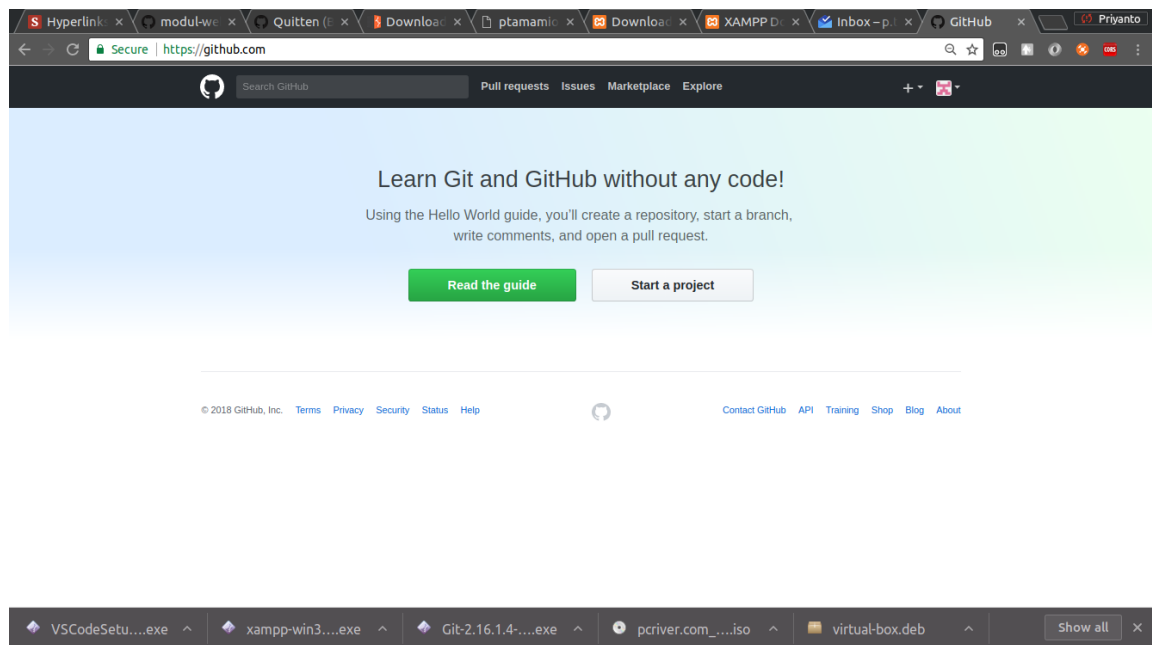 Hyperlinks modul-we Quitten (E Download ptamamio Download XAMPP Do Inbox – p. GitHub Priyanto
Secure https://github.com
Search GitHub Pull requests Issues Marketplace Explore
Learn Git and GitHub without any code!
Using the Hello World guide, you’ll create a repository, start a branch,
write comments, and open a pull request.
Read the guide Start a project
© 2018 GitHub, Inc. Terms Privacy Security Status Help Contact GitHub API Training Shop Blog About
VSCodeSetu....exe xampp-win3....exe Git-2.16.1.4-....exe pcriver.com_....iso virtual-box.deb Show all